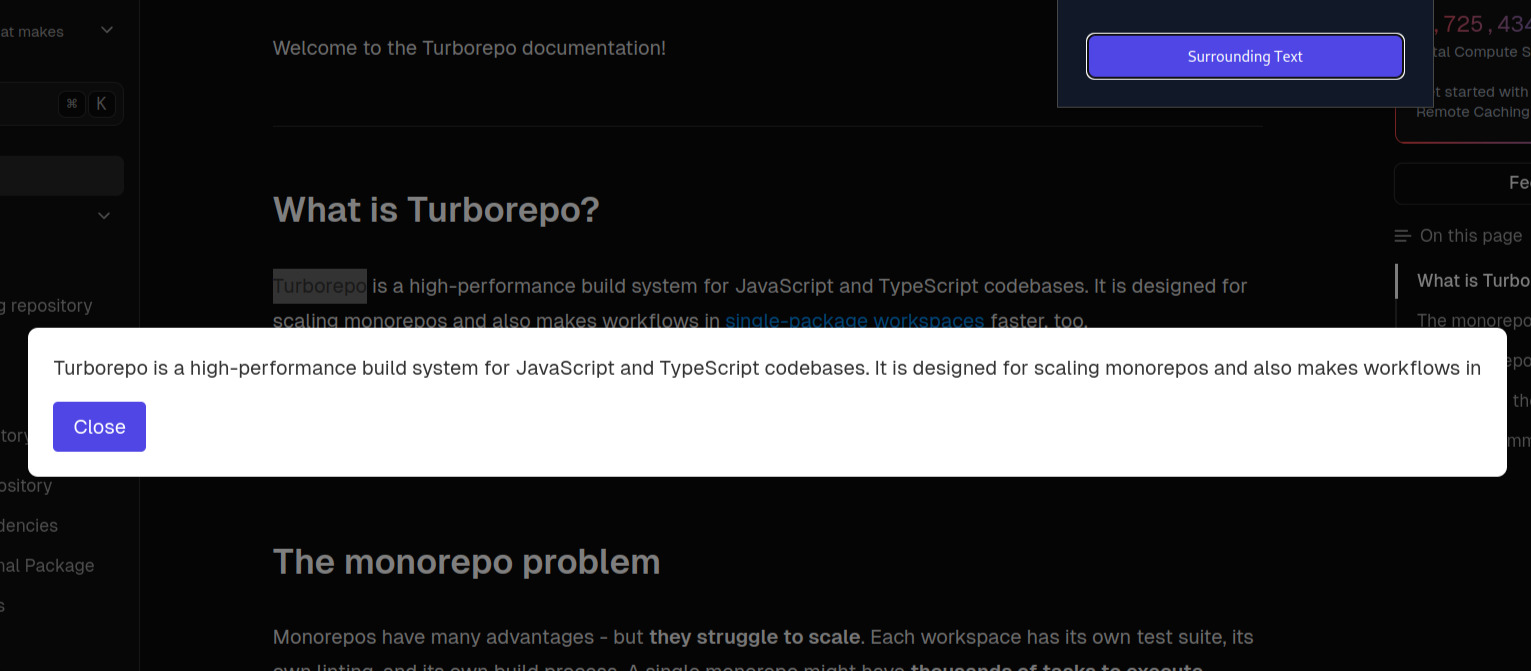 at makes
⌘ K
g repository
ository
dencies
nal Package
Welcome to the Turborepo documentation!
What is Turborepo?
Turborepo is a high-performance build system for JavaScript and TypeScript codebases. It is designed for
scaling monorepos and also makes workflows in single-package workspaces faster, too.
Turborepo is a high-performance build system for JavaScript and TypeScript codebases. It is designed for scaling monorepos and also makes workflows in
Close
The monorepo problem
Monorepos have many advantages - but they struggle to scale. Each workspace has its own test suite, its
own linting, and its own build process. A single monorepo might have thousands of tasks to execute.
Surrounding Text
,725,434
tal Compute S
t started with
Remote Caching
Fe
On this page
What is Turbo
The monorepo